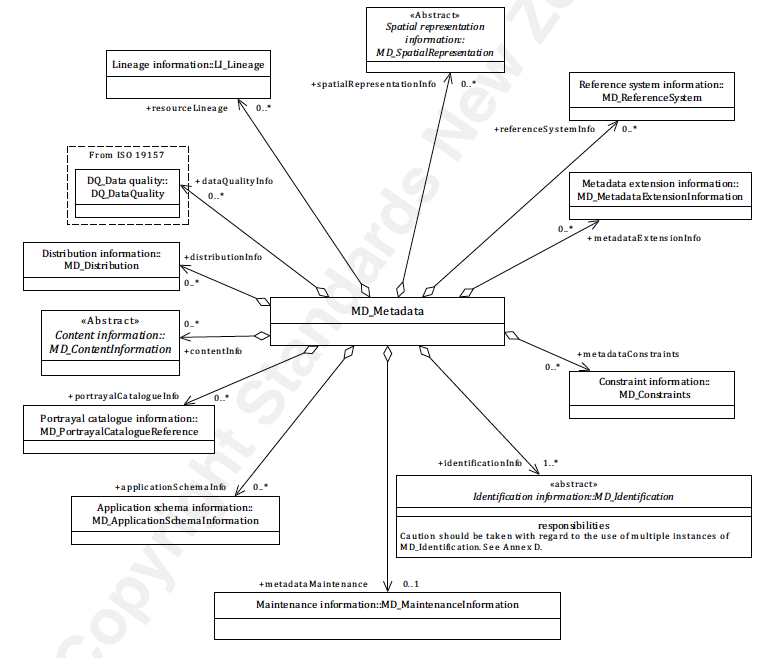 «Abstract»
Spatial representation
information::
MD_SpatialRepresentation
Lineage information::LI_Lineage
+spatialRepresentationInfo
0..*
Reference system information::
MD_ReferenceSystem
+resourceLineage
0..*
+referenceSystemInfo
0..*
From ISO 19157
DQ_Data quality::
DQ_DataQuality
+dataQualityInfo
0..*
Metadata extension information::
MD_MetadataExtensionInformation
0..*
+metadataExtensionInfo
Distribution information::
MD_Distribution
+distributionInfo
0..*
MD_Metadata
«Abstract»
Content information::
MD_ContentInformation
0..*
+contentInfo
+metadataConstraints
0..*
Constraint information::
MD_Constraints
+portrayalCatalogueInfo
0..*
Portrayal catalogue information::
MD_PortrayalCatalogueReference
+identificationInfo
1..*
+applicationSchemaInfo
0..*
«abstract»
Identification information::MD_Identification
responsibilities
Caution should be taken with regard to the use of multiple instances of
MD_Identification. See Annex D.
Application schema information::
MD_ApplicationSchemaInformation
+metadataMaintenance
0..1
Maintenance information::MD_MaintenanceInformation
Copyright Standards New Z